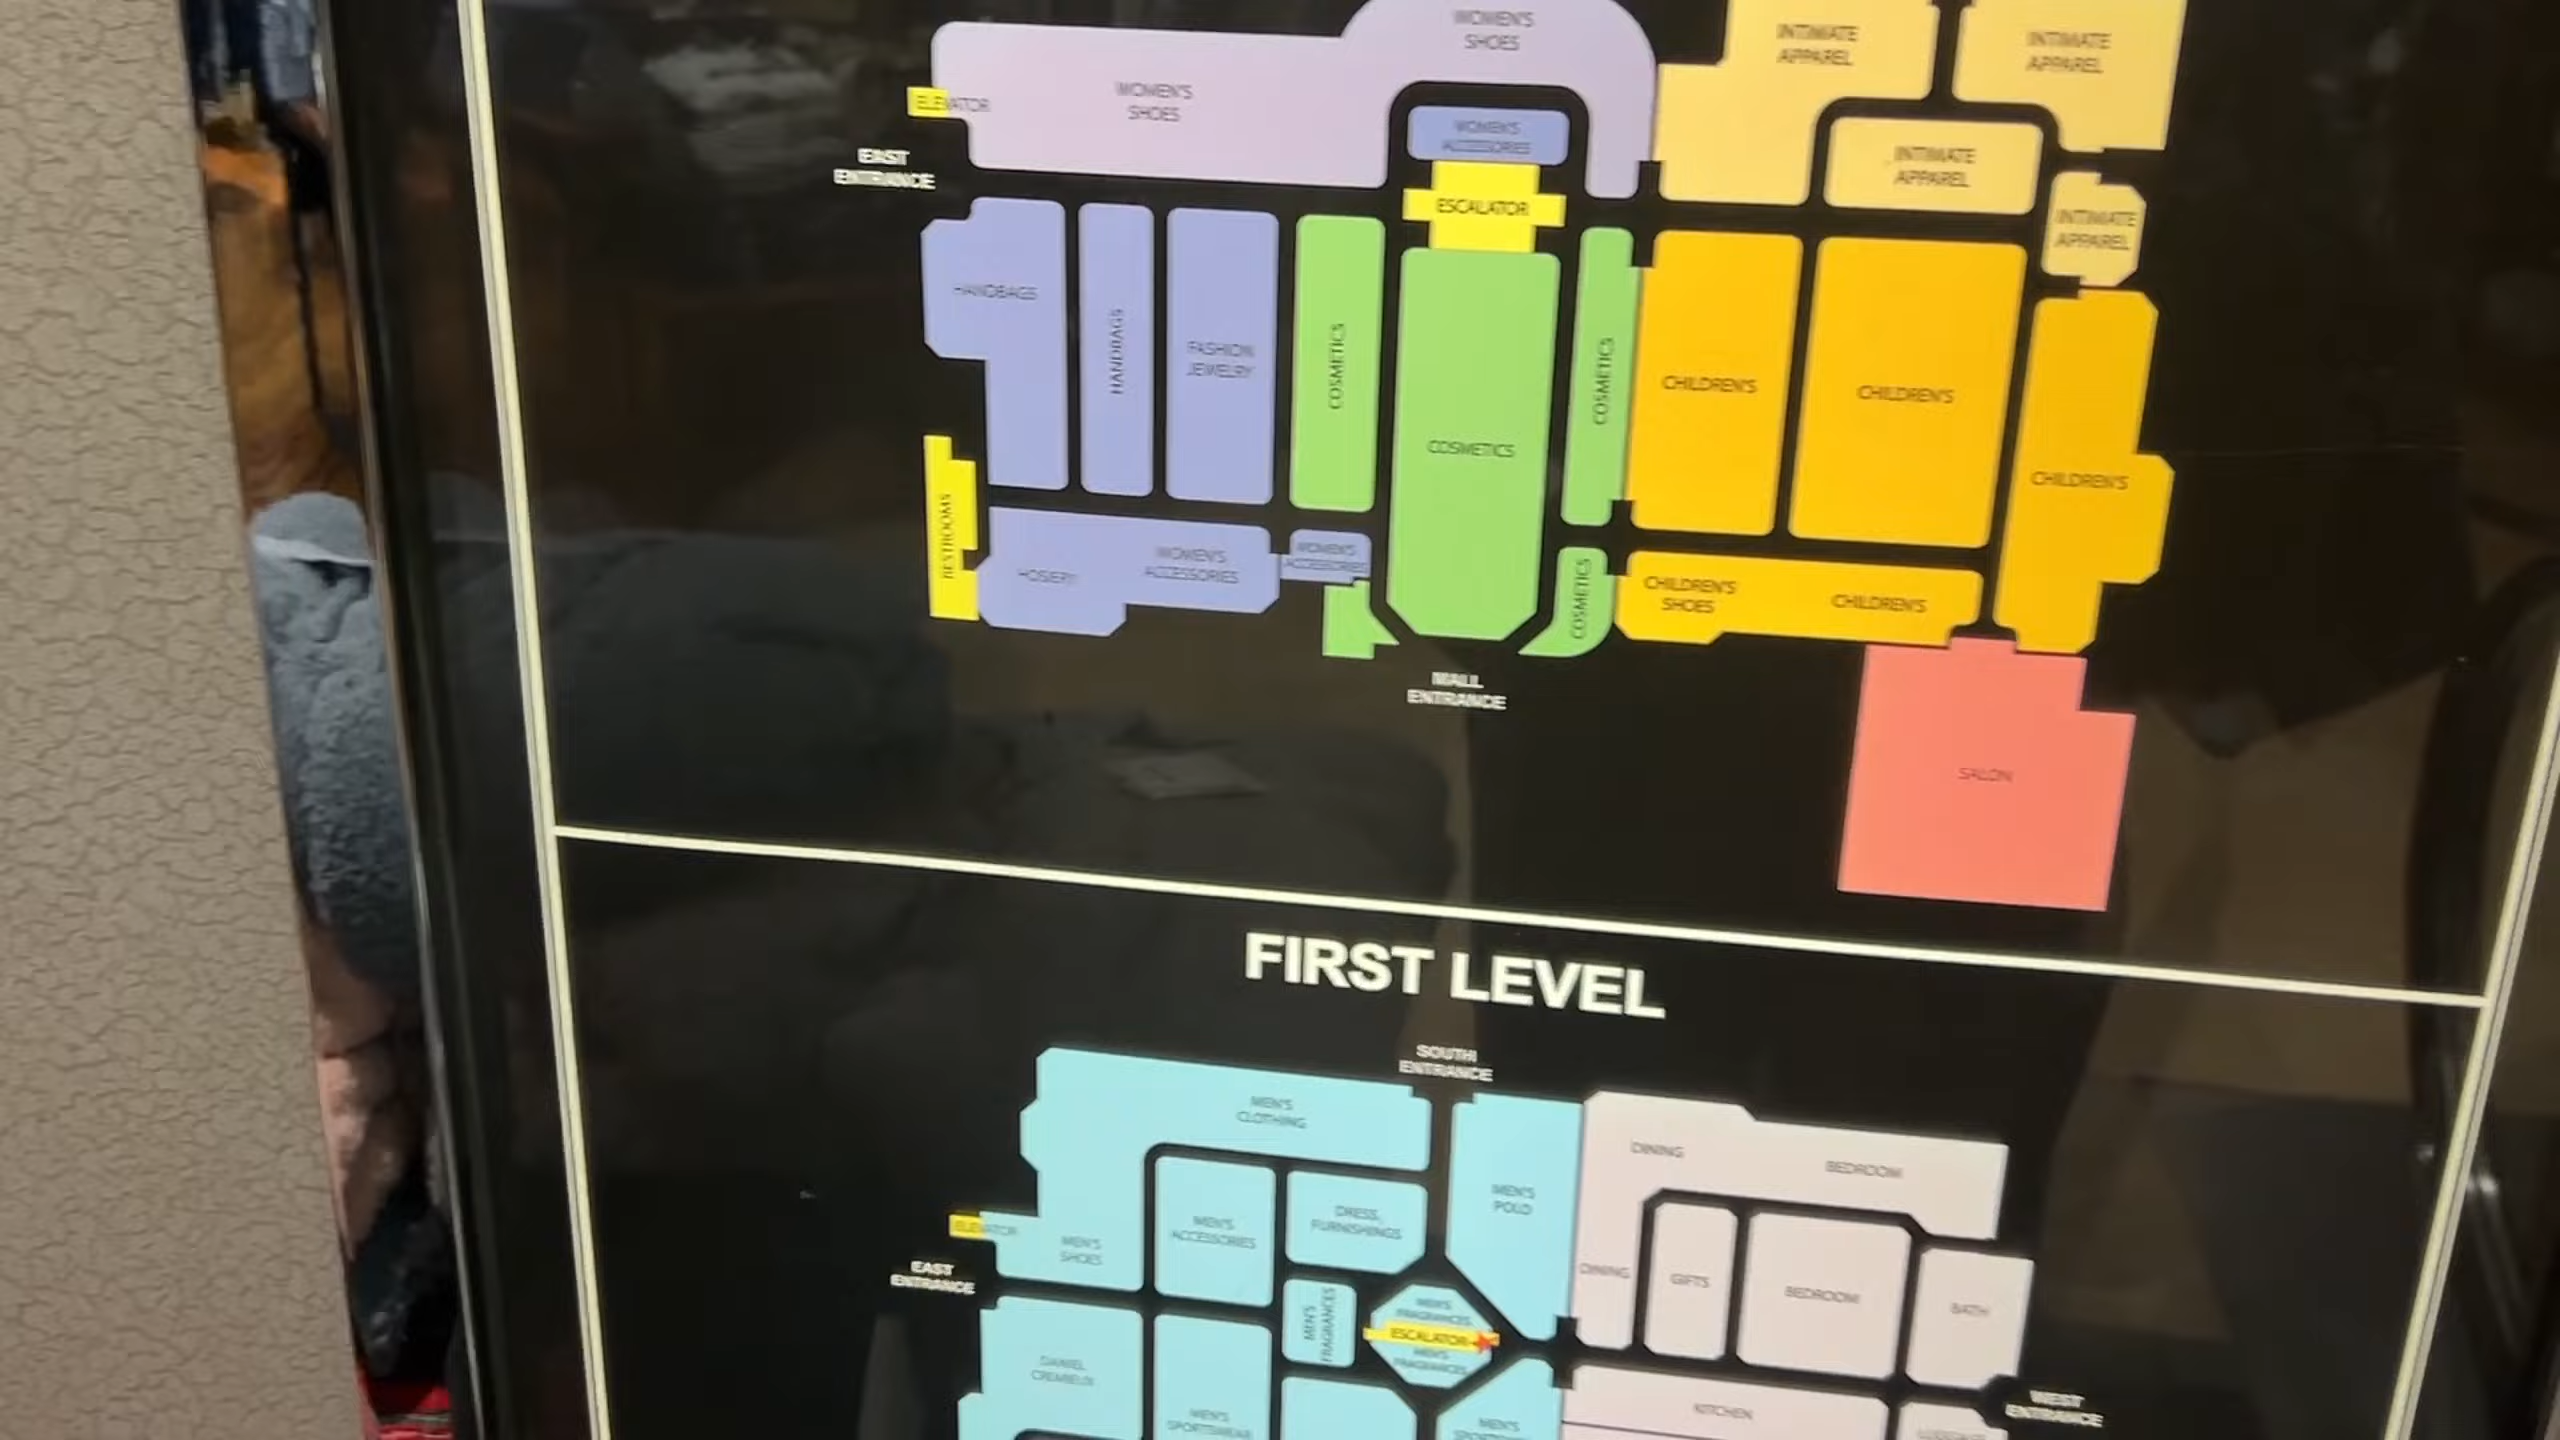 WOMEN'S
SHOES
INTIMATE
APPAREL
INTIMATE
APPAREL
WOMEN'S
SHOES
ELEVATOR
WOMEN'S
ACCESSORIES
EAST
ENTRANCE
INTIMATE
APPAREL
ESCALATOR
INTIMATE
APPAREL
HANDBAGS
HANDBAGS
FASHION
JEWELRY
COSMETICS
COSMETICS
COSMETICS
CHILDREN'S
CHILDREN'S
CHILDREN'S
RESTROOMS
HOSIERY
WOMEN'S
ACCESSORIES
WOMEN'S
ACCESSORIES
COSMETICS
CHILDREN'S
SHOES
CHILDREN'S
MALL
ENTRANCE
SALON
FIRST LEVEL
SOUTH
ENTRANCE
MEN'S
CLOTHING
DINING
BEDROOM
MEN'S
POLO
ELEVATOR
MEN'S
SHOES
MEN'S
ACCESSORIES
DRESS
FURNISHINGS
EAST
ENTRANCE
DINING
GIFTS
BEDROOM
BATH
MEN'S
FRAGRANCES
MEN'S
FRAGRANCES
ESCALATOR
MEN'S
FRAGRANCES
DANIEL
CREMIEUX
MEN'S
SPORTSWEAR
MEN'S
KITCHEN
WEST
ENTRANCE